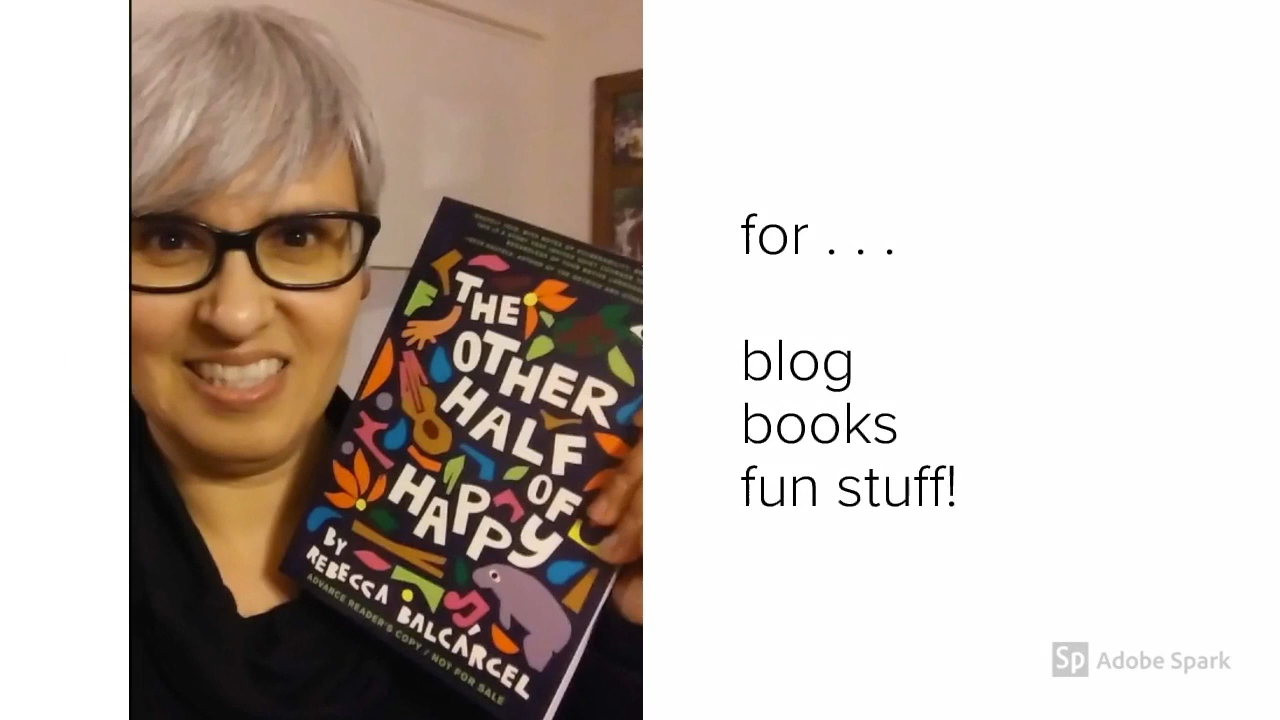 THE
OTHER
HALF
OF
HAPPY
BY
REBECCA BALCÁRCEL
ADVANCE READER'S COPY / NOT FOR SALE
for . . .
blog
books
fun stuff!
Sp Adobe Spark